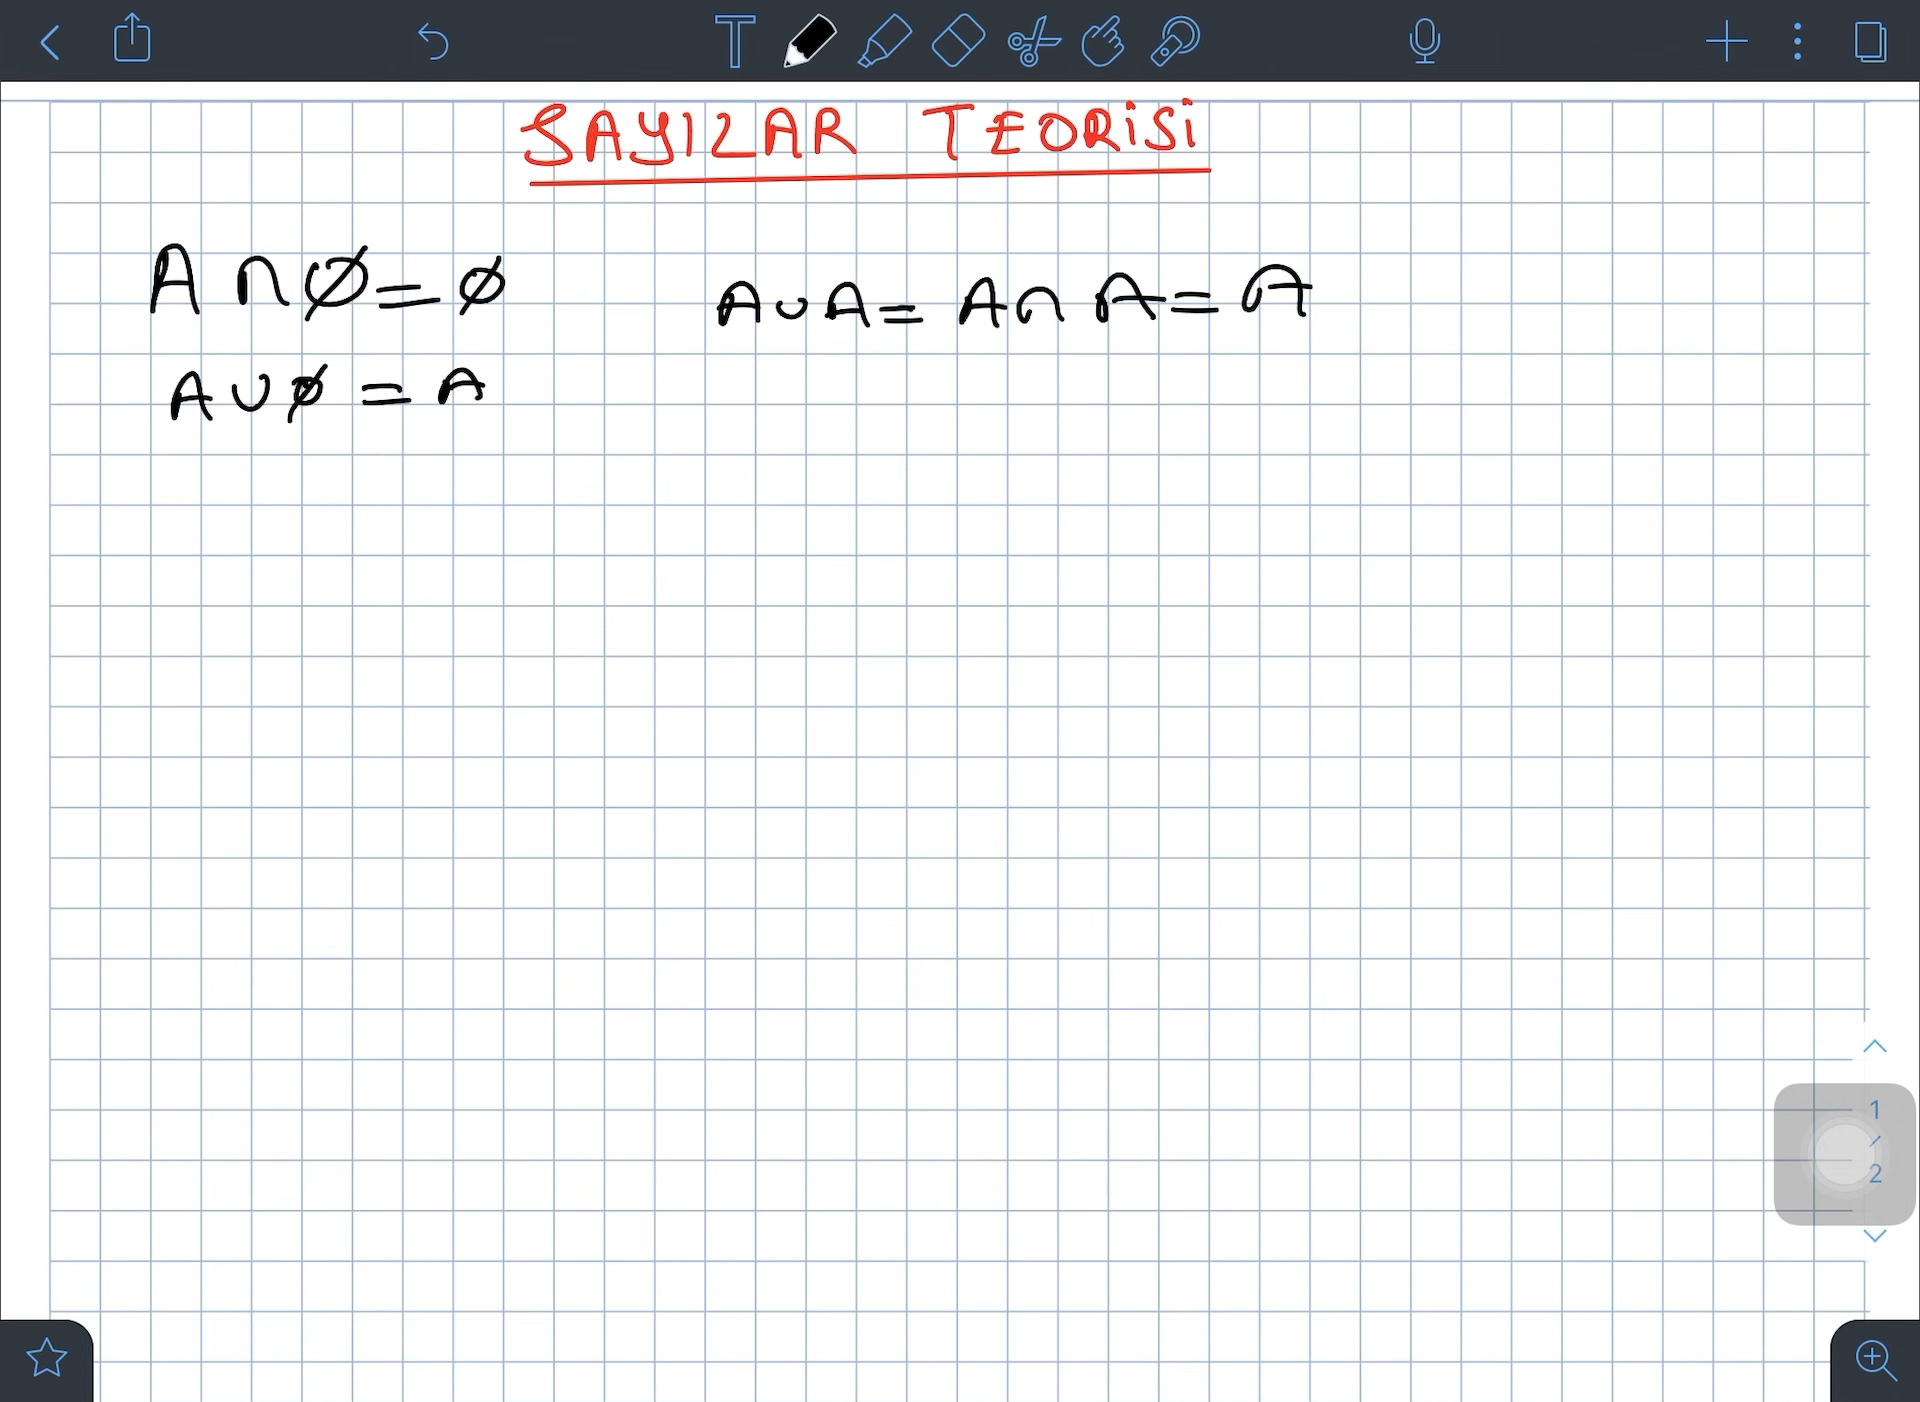 SAYILAR TEORİSİ
A ∩ ∅ = ∅
A ∪ A = A ∩ A = A
A ∪ ∅ = A
1
/
2